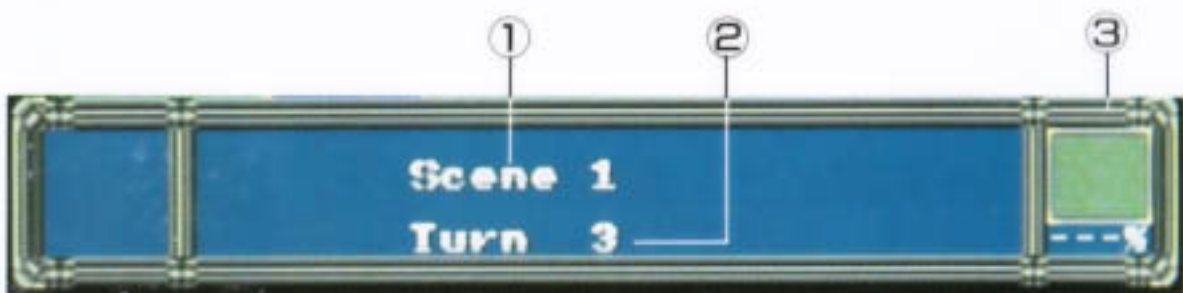 ① ② ③
Scene 1
Turn 3
---%